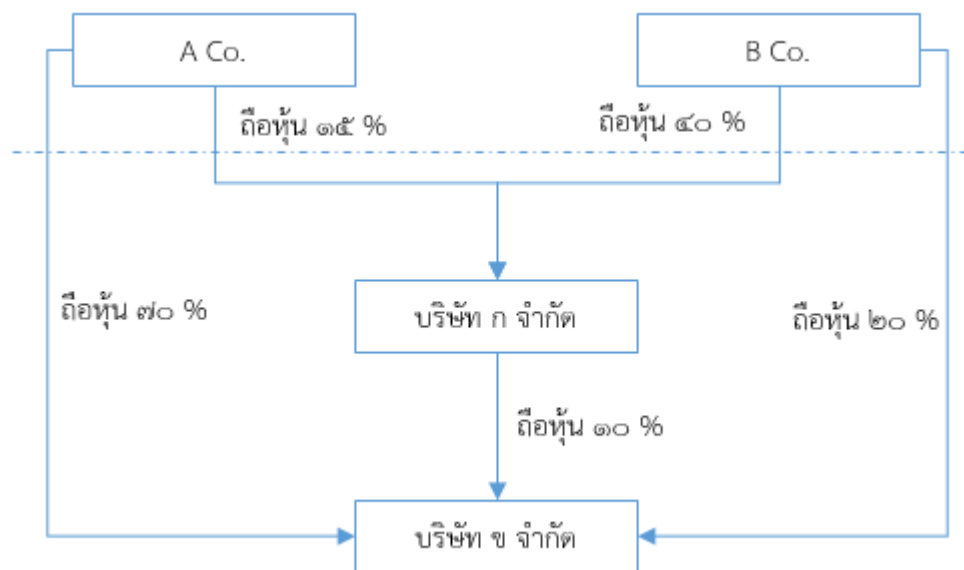 A Co.
B Co.
ถือหุ้น ๑๕ %
ถือหุ้น ๔๐ %
ถือหุ้น ๗๐ %
บริษัท ก จำกัด
ถือหุ้น ๒๐ %
ถือหุ้น ๑๐ %
บริษัท ข จำกัด